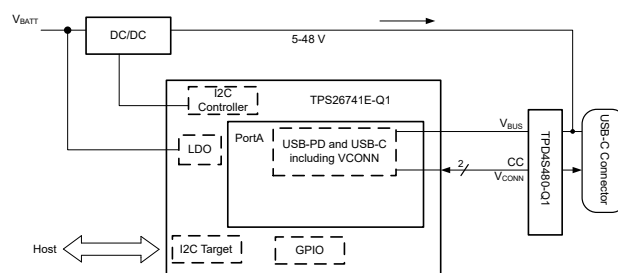 VBATT
DC/DC
5-48 V
I2C
Controller
TPS26741E-Q1
LDO
PortA
USB-PD and USB-C
including VCONN
VBUS
2
CC
VCONN
TPD4S480-Q1
USB-C Connector
Host
I2C Target
GPIO